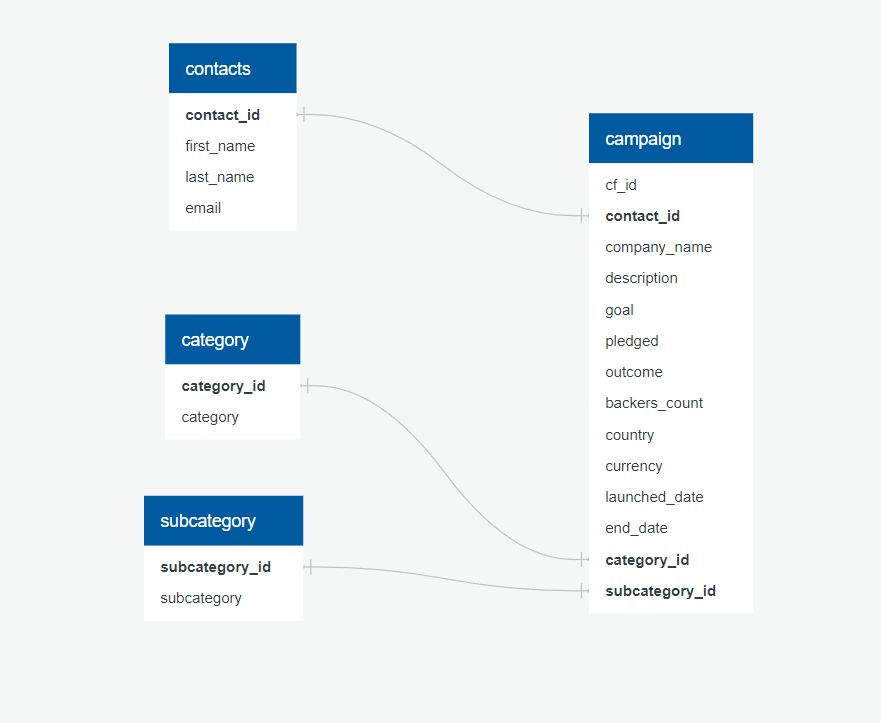 contacts
contact_id
first_name
last_name
email
category
category_id
category
subcategory
subcategory_id
subcategory
campaign
cf_id
contact_id
company_name
description
goal
pledged
outcome
backers_count
country
currency
launched_date
end_date
category_id
subcategory_id